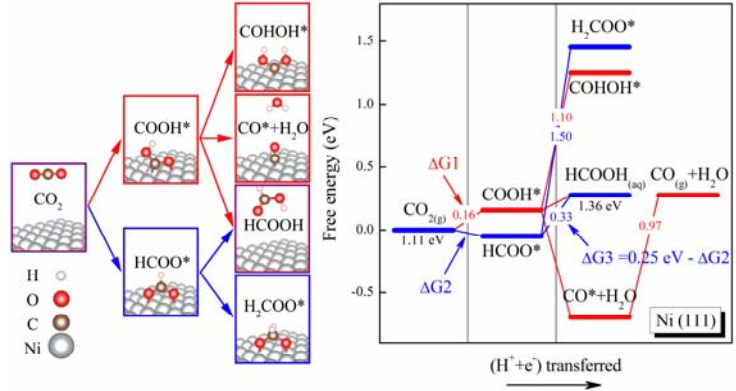 COHOH*
COOH*
CO*+H₂O
CO₂
HCOOH
HCOO*
H₂COO*
H
O
C
Ni
Free energy (eV)
1.5
1.0
0.5
0.0
-0.5
H₂COO*
COHOH*
1.10
1.50
ΔG1
COOH*
HCOOH(aq)
CO(g)+H₂O
CO₂(g)
0.16
0.33
1.36 eV
0.97
1.11 eV
HCOO*
ΔG2
ΔG3 =0.25 eV - ΔG2
CO*+H₂O
Ni (111)
(H⁺+e⁻) transferred